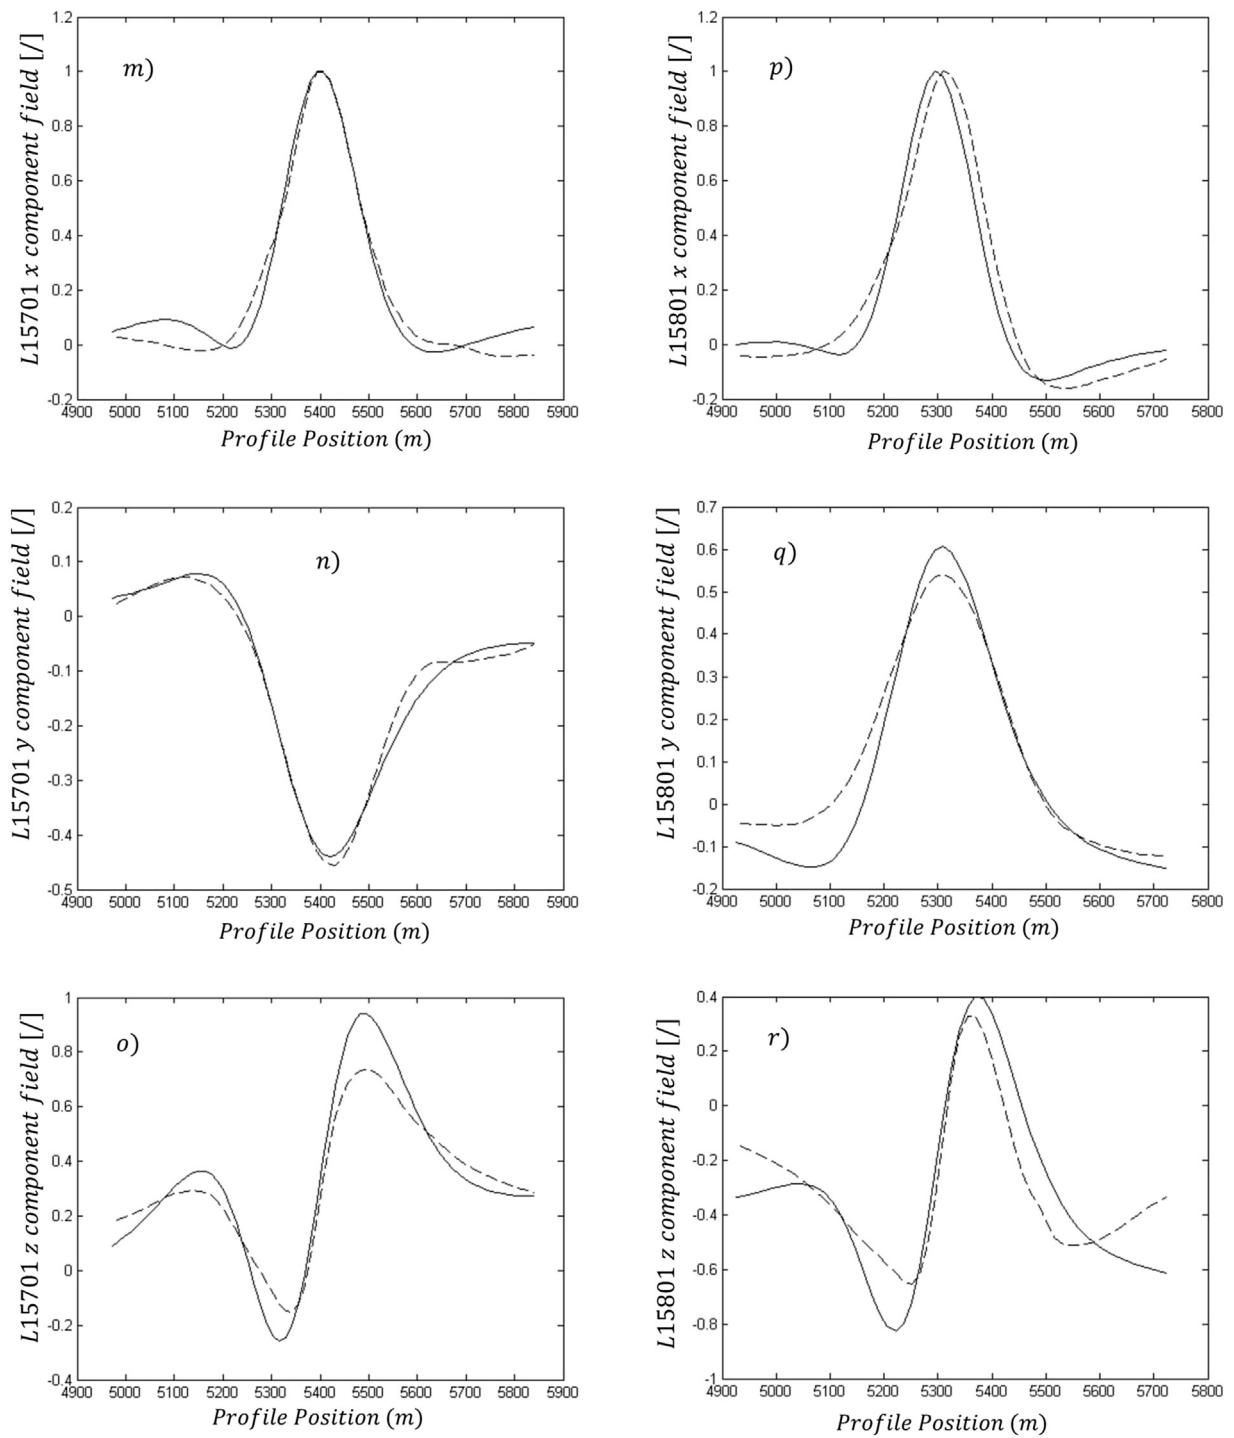 m)
L15701 x component field [/]
1.2
1
0.8
0.6
0.4
0.2
0
-0.2
4900 5000 5100 5200 5300 5400 5500 5600 5700 5800 5900
Profile Position (m)
p)
L15801 x component field [/]
1.2
1
0.8
0.6
0.4
0.2
0
-0.2
4900 5000 5100 5200 5300 5400 5500 5600 5700 5800
Profile Position (m)
n)
L15701 y component field [/]
0.2
0.1
0
-0.1
-0.2
-0.3
-0.4
-0.5
4900 5000 5100 5200 5300 5400 5500 5600 5700 5800 5900
Profile Position (m)
q)
L15801 y component field [/]
0.7
0.6
0.5
0.4
0.3
0.2
0.1
0
-0.1
-0.2
4900 5000 5100 5200 5300 5400 5500 5600 5700 5800
Profile Position (m)
o)
L15701 z component field [/]
1
0.8
0.6
0.4
0.2
0
-0.2
-0.4
4900 5000 5100 5200 5300 5400 5500 5600 5700 5800 5900
Profile Position (m)
r)
L15801 z component field [/]
0.4
0.2
0
-0.2
-0.4
-0.6
-0.8
-1
4900 5000 5100 5200 5300 5400 5500 5600 5700 5800
Profile Position (m)